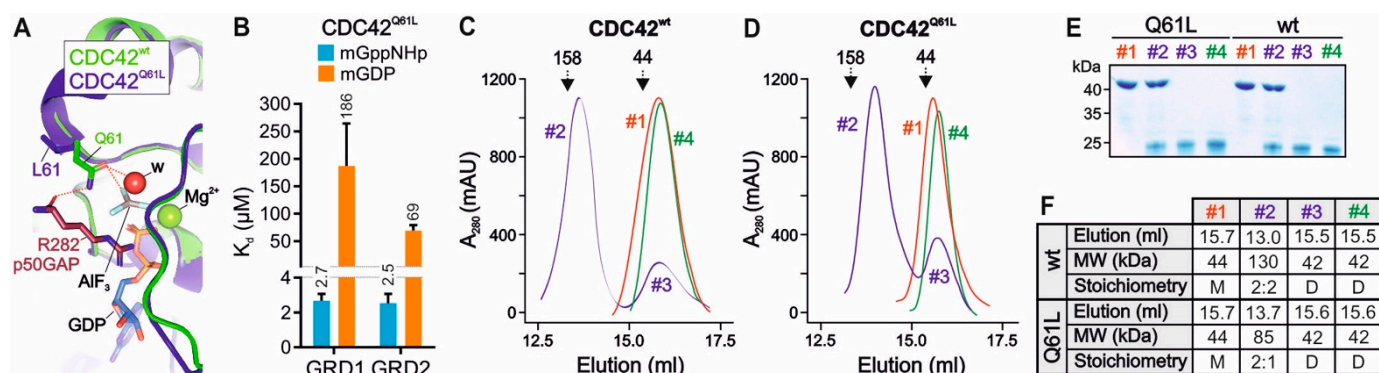 A
CDC42wt
CDC42Q61L
Q61
L61
w
Mg2+
R282
p50GAP
AlF3
GDP
B
CDC42Q61L
mGppNHp
mGDP
Kd (µM)
300
250
200
150
100
50
4
2
0
2.7
186
2.5
69
GRD1 GRD2
C
CDC42wt
158 44
1200
900
600
300
0
A280 (mAU)
#2
#1
#4
#3
12.5 15.0 17.5
Elution (ml)
D
CDC42Q61L
158 44
1200
900
600
300
0
A280 (mAU)
#2
#1
#4
#3
12.5 15.0 17.5
Elution (ml)
E
Q61L wt
#1 #2 #3 #4 #1 #2 #3 #4
kDa
40
25
F
#1 #2 #3 #4
wt
Elution (ml) 15.7 13.0 15.5 15.5
MW (kDa) 44 130 42 42
Stoichiometry M 2:2 D D
Q61L
Elution (ml) 15.7 13.7 15.6 15.6
MW (kDa) 44 85 42 42
Stoichiometry M 2:1 D D